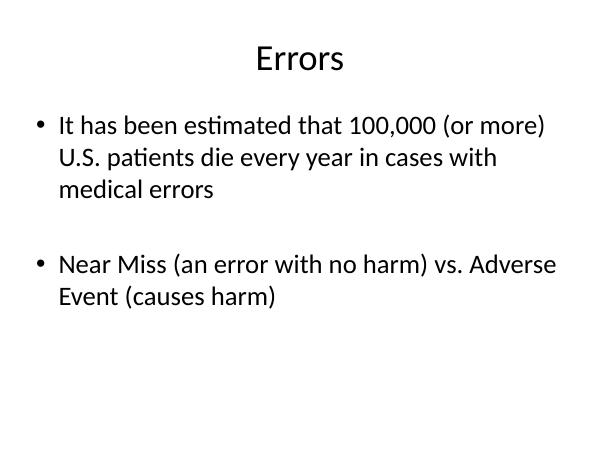 Errors
• It has been estimated that 100,000 (or more)
U.S. patients die every year in cases with
medical errors
• Near Miss (an error with no harm) vs. Adverse
Event (causes harm)